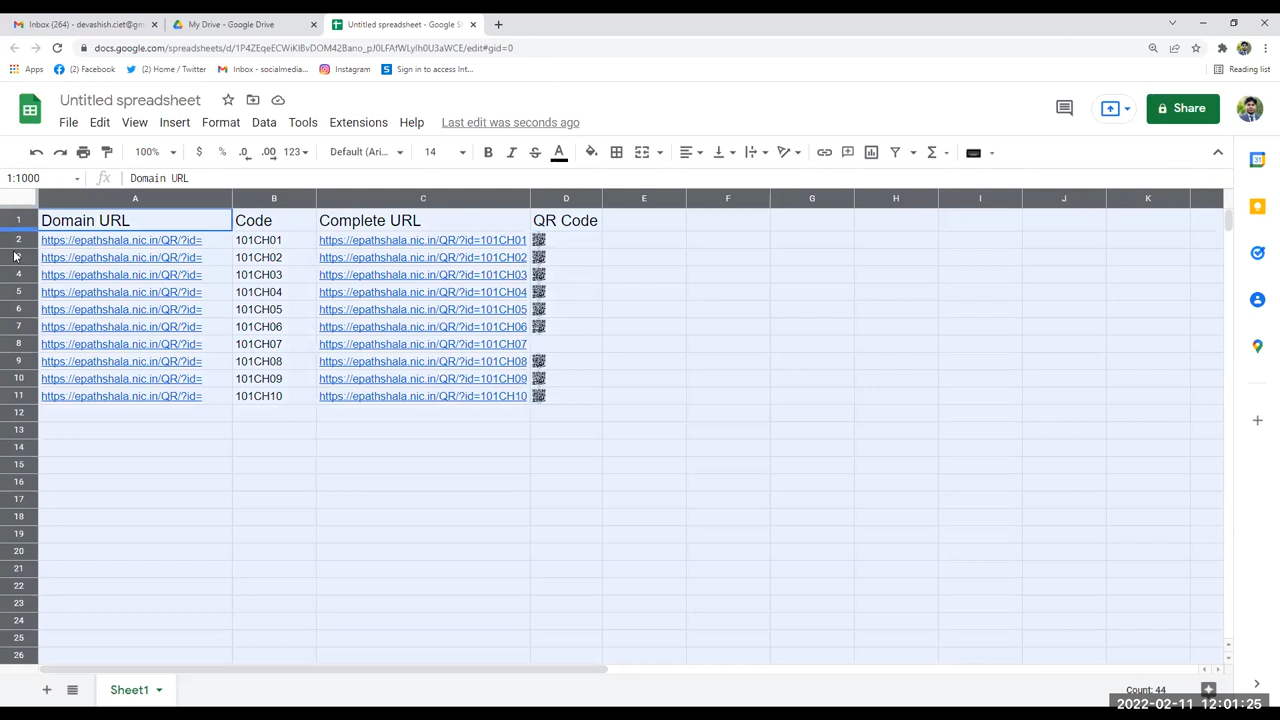 Inbox (264) - devashish.ciet@gm
My Drive - Google Drive
Untitled spreadsheet - Google S
docs.google.com/spreadsheets/d/1P4ZEqeECWiKlBvDOM42Bano_pJ0LFAfWLylh0U3aWCE/edit#gid=0
Apps
(2) Facebook
(2) Home / Twitter
Inbox - socialmedia...
Instagram
Sign in to access Int...
Reading list
Untitled spreadsheet
Share
File Edit View Insert Format Data Tools Extensions Help Last edit was seconds ago
100% $ % .0 .00 123 Default (Ari... 14 B I S A
1:1000 fx Domain URL
A B C D E F G H I J K
1 Domain URL Code Complete URL QR Code
2 https://epathshala.nic.in/QR/?id= 101CH01 https://epathshala.nic.in/QR/?id=101CH01
https://epathshala.nic.in/QR/?id= 101CH02 https://epathshala.nic.in/QR/?id=101CH02
4 https://epathshala.nic.in/QR/?id= 101CH03 https://epathshala.nic.in/QR/?id=101CH03
5 https://epathshala.nic.in/QR/?id= 101CH04 https://epathshala.nic.in/QR/?id=101CH04
6 https://epathshala.nic.in/QR/?id= 101CH05 https://epathshala.nic.in/QR/?id=101CH05
7 https://epathshala.nic.in/QR/?id= 101CH06 https://epathshala.nic.in/QR/?id=101CH06
8 https://epathshala.nic.in/QR/?id= 101CH07 https://epathshala.nic.in/QR/?id=101CH07
9 https://epathshala.nic.in/QR/?id= 101CH08 https://epathshala.nic.in/QR/?id=101CH08
10 https://epathshala.nic.in/QR/?id= 101CH09 https://epathshala.nic.in/QR/?id=101CH09
11 https://epathshala.nic.in/QR/?id= 101CH10 https://epathshala.nic.in/QR/?id=101CH10
12
13
14
15
16
17
18
19
20
21
22
23
24
25
26
Sheet1
Count: 44
2022-02-11 12:01:25